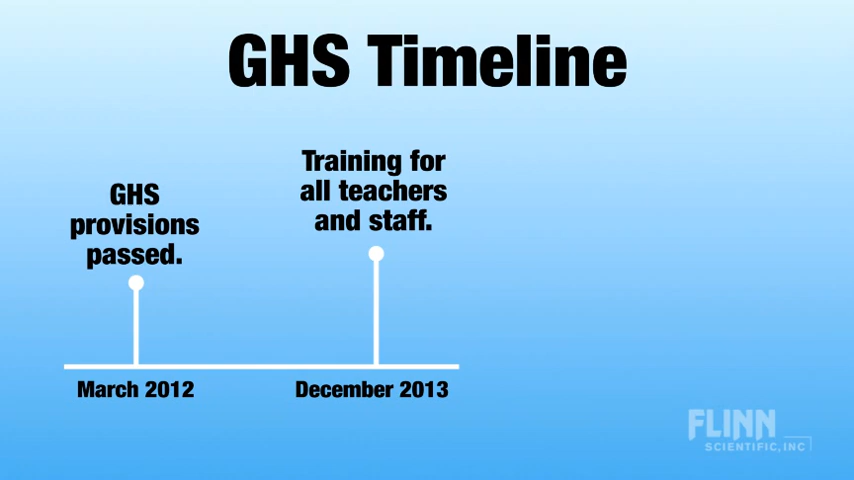 GHS Timeline
GHS
provisions
passed.
Training for
all teachers
and staff.
March 2012
December 2013
FLINN
SCIENTIFIC, INC